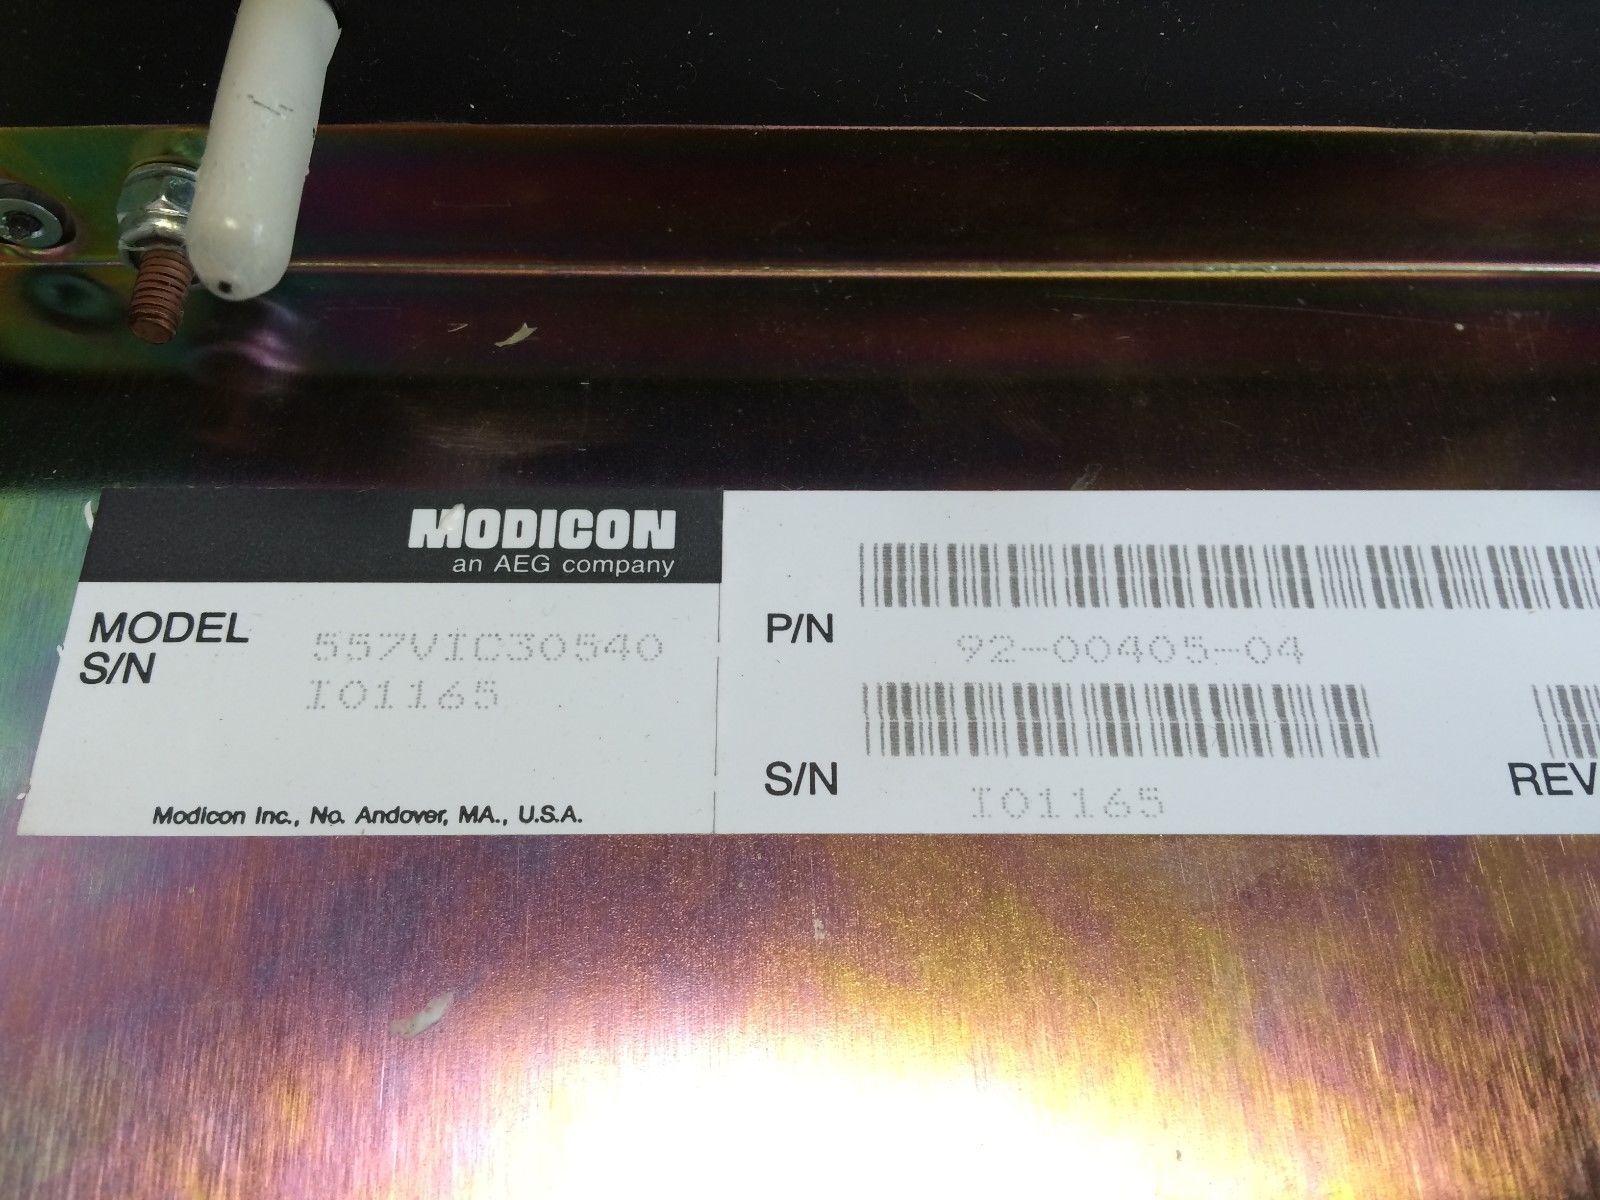 MODICON
an AEG company
MODEL 557VIC30540
S/N I01165
Modicon Inc., No. Andover, MA., U.S.A.
P/N 92-00405-04
S/N I01165
REV